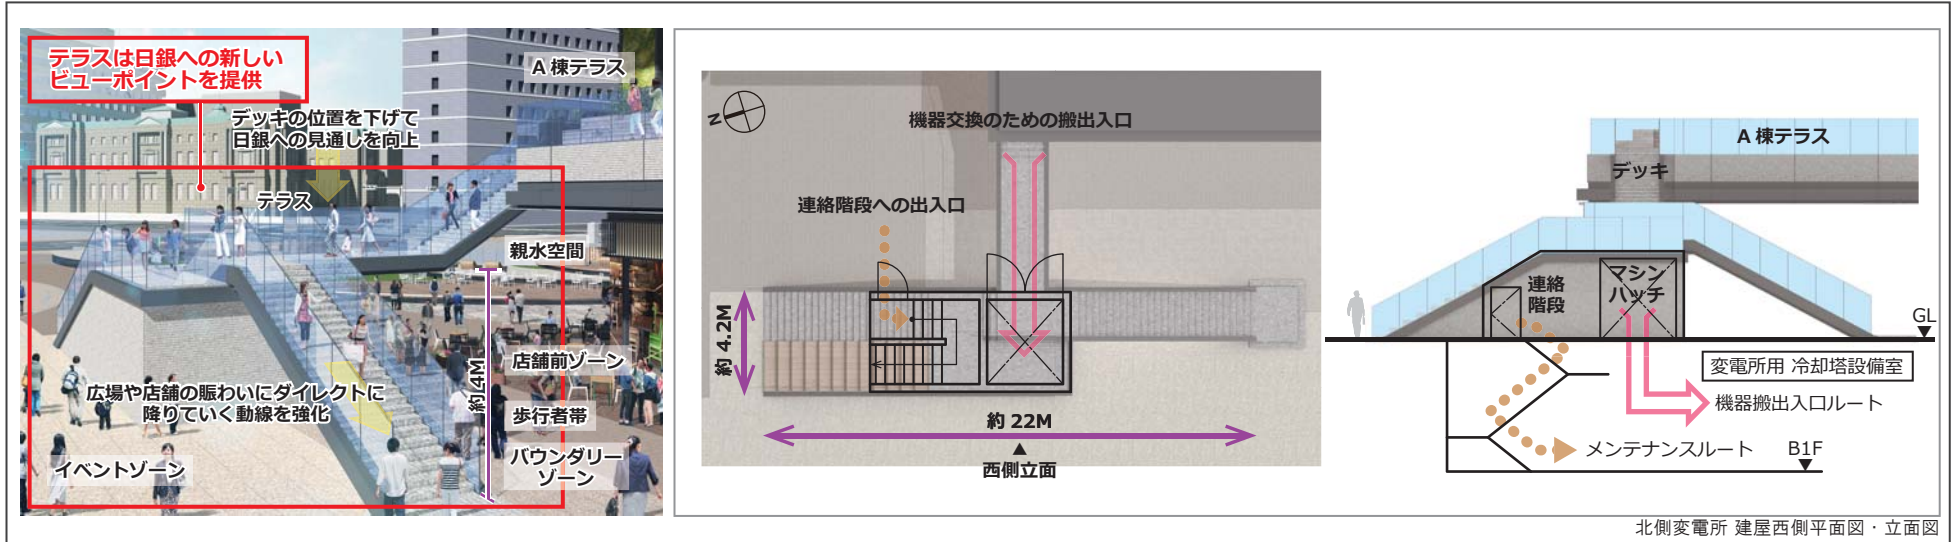 テラスは日銀への新しい
ビューポイントを提供
A 棟テラス
デッキの位置を下げて
日銀への見通しを向上
テラス
親水空間
約4M
店舗前ゾーン
広場や店舗の賑わいにダイレクトに
降りていく動線を強化
歩行者帯
イベントゾーン
バウンダリー
ゾーン
N
機器交換のための搬出入口
連絡階段への出入口
約 4.2M
約 22M
▲
西側立面
A 棟テラス
デッキ
連絡
階段
マシン
ハッチ
GL
変電所用 冷却塔設備室
機器搬出入口ルート
メンテナンスルート
B1F
北側変電所 建屋西側平面図・立面図